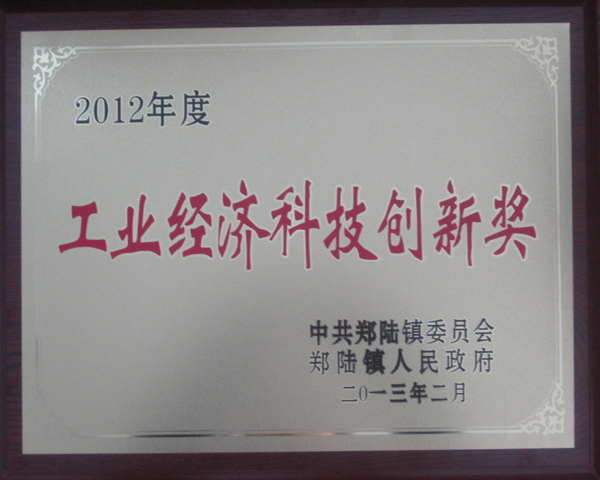 2012年度
工业经济科技创新奖
中共郑陆镇委员会
郑陆镇人民政府
二0一三年二月